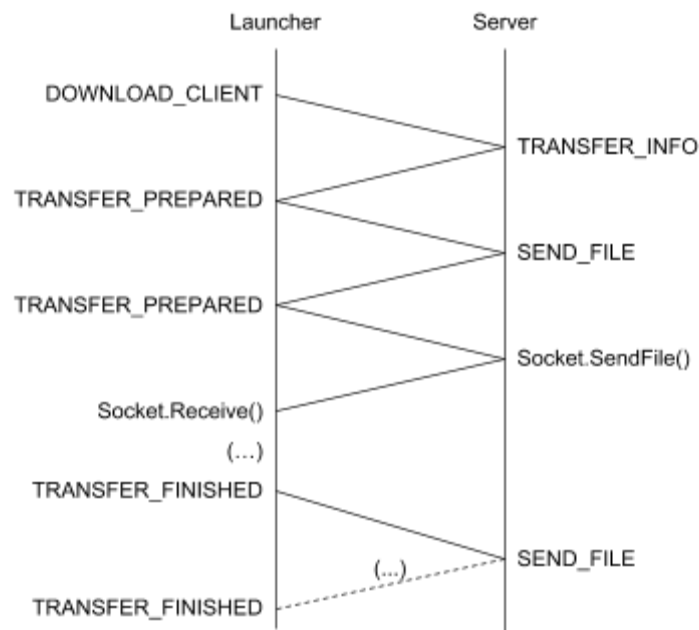 Launcher Server
DOWNLOAD_CLIENT
TRANSFER_INFO
TRANSFER_PREPARED
SEND_FILE
TRANSFER_PREPARED
Socket.SendFile()
Socket.Receive()
(...)
TRANSFER_FINISHED
SEND_FILE
(...)
TRANSFER_FINISHED